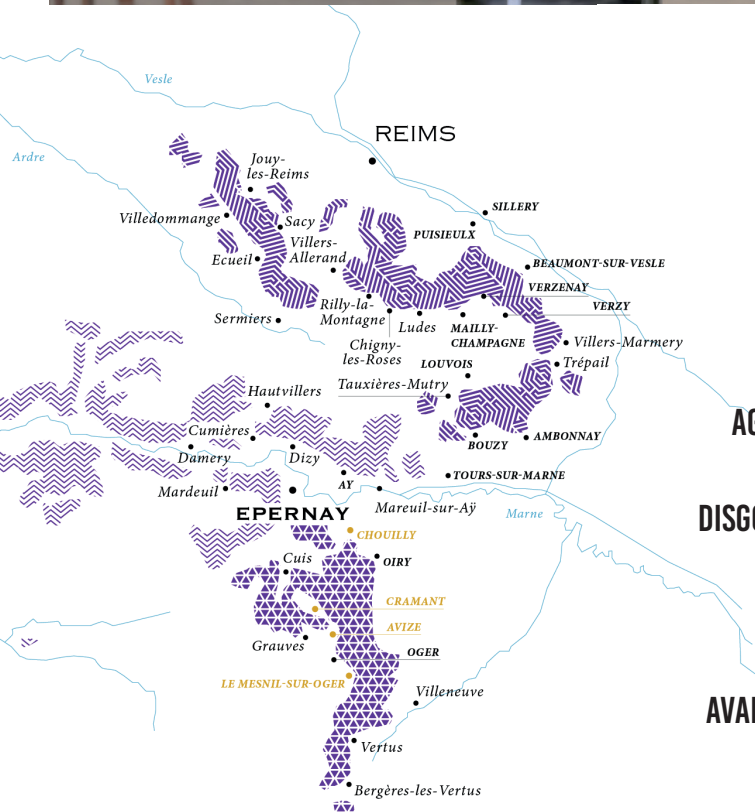 Vesle
REIMS
Ardre
Jouy-
les-Reims
SILLERY
Villedommange
Sacy
PUISIEULX
Villers-
Allerand
Ecueil
BEAUMONT-SUR-VESLE
VERZENAY
Rilly-la-
Montagne
VERZY
Sermiers
Ludes
MAILLY-
CHAMPAGNE
Villers-Marmery
Chigny-
les-Roses
LOUVOIS
Trépail
Tauxières-Mutry
Hautvillers
AG
Cumières
AMBONNAY
BOUZY
Damery
Dizy
TOURS-SUR-MARNE
AY
Mardeuil
Mareuil-sur-Aÿ
EPERNAY
Marne
DISGO
CHOUILLY
Cuis
OIRY
CRAMANT
AVIZE
Grauves
OGER
LE MESNIL-SUR-OGER
Villeneuve
AVA
Vertus
Bergères-les-Vertus